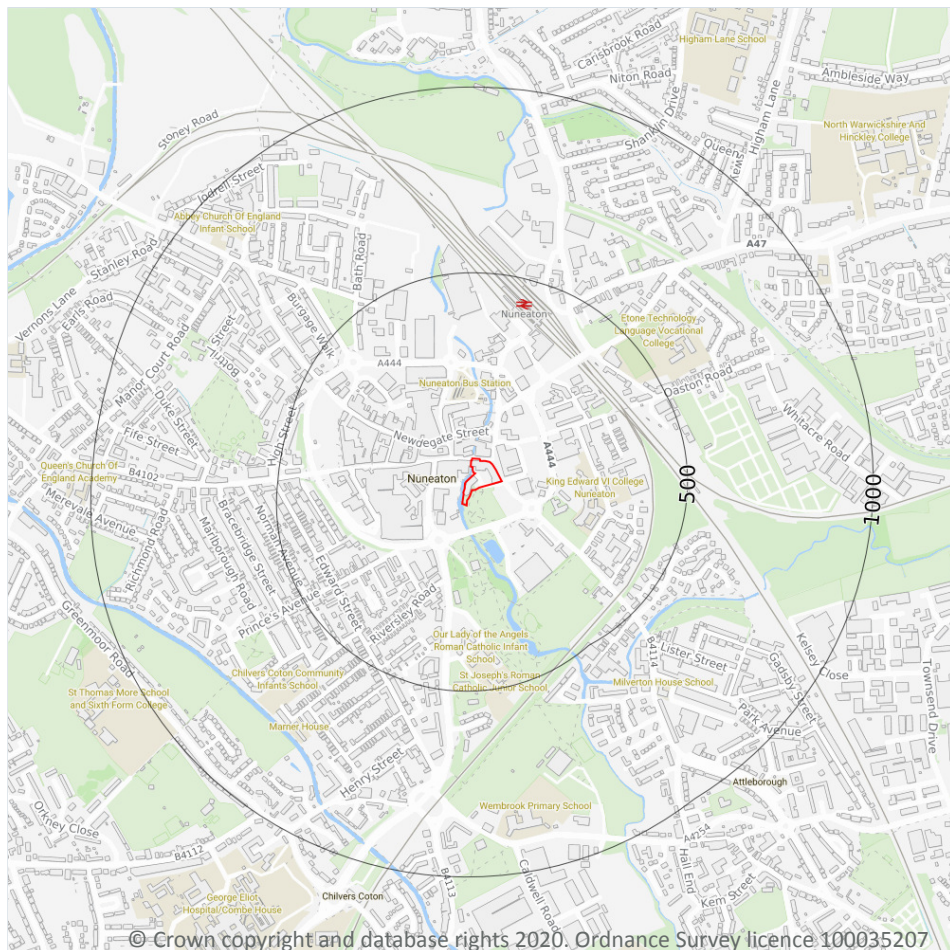 Carisbrook Road
Higham Lane School
Niton Road
Ambleside Way
Higham Lane
Stoney Road
Shanklin Drive
North Warwickshire And
Hinckley College
Queensway
Jodrell Street
Abbey Church Of England
Infant School
Bath Road
Stanley Road
A47
Vernons Lane
Earls Road
Burgage Walk
Nuneaton
Etone Technology
Language Vocational
College
Manor Court Road
Street
A444
Nuneaton Bus Station
Oaston Road
Duke Street
High Street
Newdegate Street
Whitacre Road
Fife Street
B4102
A444
Queen's Church Of
England Academy
Nuneaton
King Edward VI College
Nuneaton
500
1000
Merevale Avenue
Richmond Road
Bracebridge Street
Marlborough Road
Norman Avenue
Edward Street
Prince's Avenue
Riversley Road
Greenmoor Road
Our Lady of the Angels
Roman Catholic Infant
School
B4114
Lister Street
Kelsey Close
Gadsby Street
Townsend Drive
St Thomas More School
and Sixth Form College
Chilvers Coton Community
Infants School
St Joseph's Roman
Catholic Junior School
Milverton House School
Park Avenue
Marner House
Henry Street
Attleborough
Orkney Close
Wembrook Primary School
A4254
B4112
Hall End
Kem Street
B4113
Caldwell Road
George Eliot
Hospital/Combe House
Chilvers Coton
© Crown copyright and database rights 2020. Ordnance Survey licence 100035207